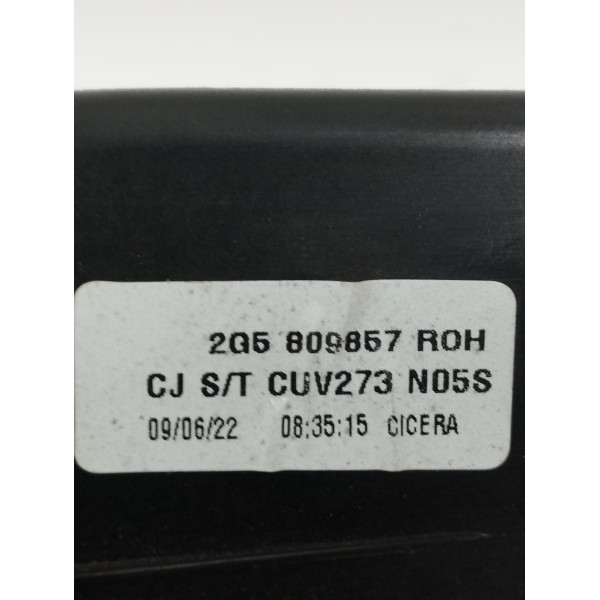 2G5 809857 ROH
CJ S/T CUV273 N05S
09/06/22 08:35:15 CICERA